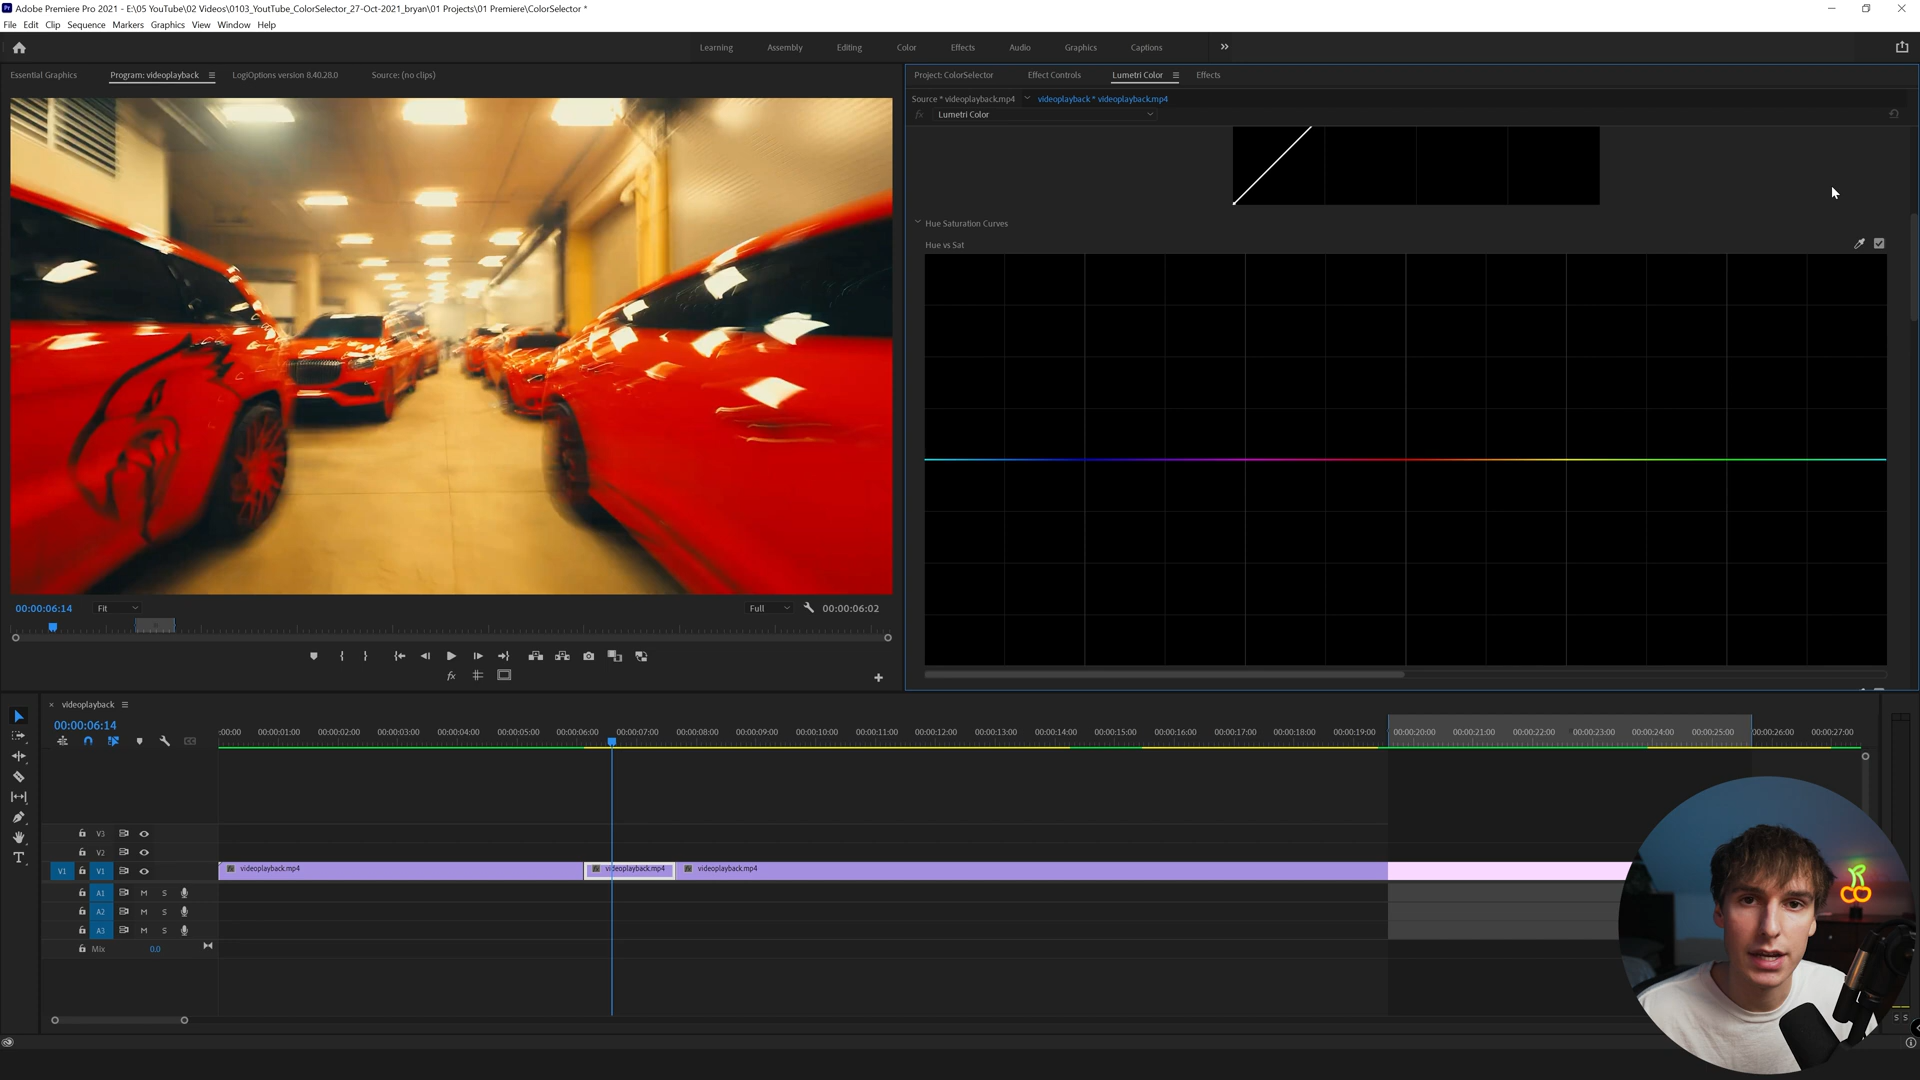 Adobe Premiere Pro 2021 - E:\05 YouTube\02 Videos\0103_YoutTube_ColorSelector_27-Oct-2021_bryan\01 Projects\01 Premiere\ColorSelector *
File Edit Clip Sequence Markers Graphics View Window Help
Learning Assembly Editing Color Effects Audio Graphics Captions
Essential Graphics Program: videoplayback LogiOptions version 8.40.28.0 Source: (no clips)
Project: ColorSelector Effect Controls Lumetri Color Effects
Source * videoplayback.mp4 videoplayback * videoplayback.mp4
fx Lumetri Color
Hue Saturation Curves
Hue vs Sat
00:00:06:14 Fit Full 00:00:06:02
fx
videoplayback
00:00:06:14
:00:00 00:00:01:00 00:00:02:00 00:00:03:00 00:00:04:00 00:00:05:00 00:00:06:00 00:00:07:00 00:00:08:00 00:00:09:00 00:00:10:00 00:00:11:00 00:00:12:00 00:00:13:00 00:00:14:00 00:00:15:00 00:00:16:00 00:00:17:00 00:00:18:00 00:00:19:00 00:00:20:00 00:00:21:00 00:00:22:00 00:00:23:00 00:00:24:00 00:00:25:00 00:00:26:00 00:00:27:00
V3
V2
V1 V1 videoplayback.mp4 videoplayback.mp4 videoplayback.mp4
A1 M S
A2 M S
A3 M S
Mix 0.0
S S